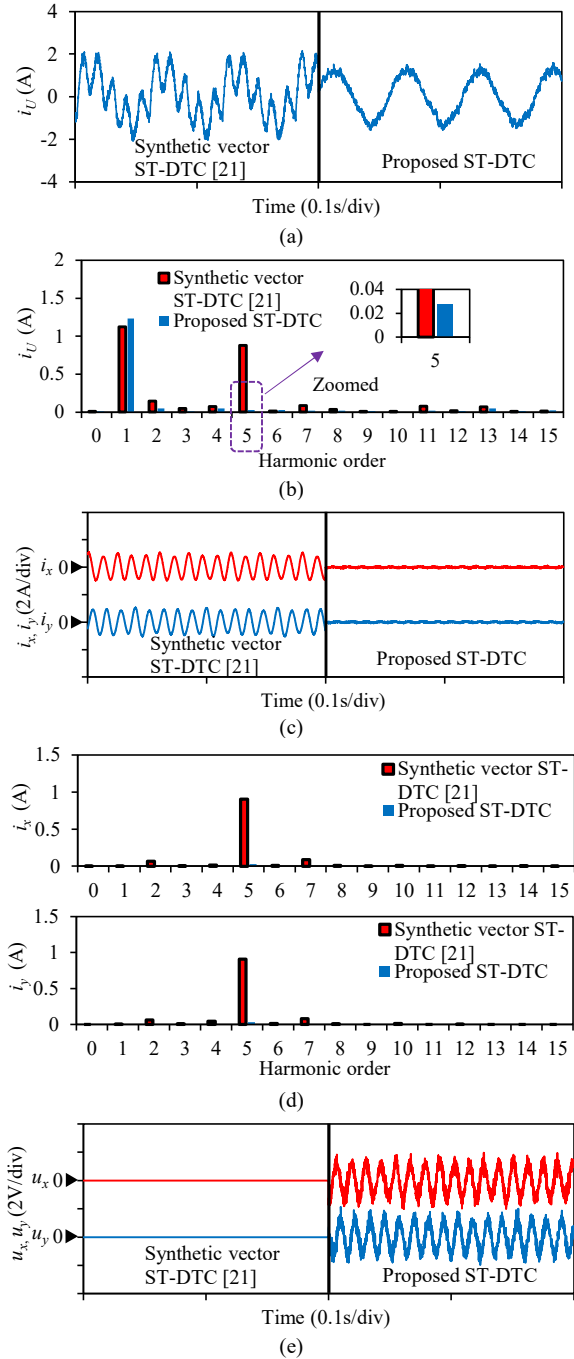 4
2
0
-2
-4
i_U (A)
Synthetic vector
ST-DTC [21]
Proposed ST-DTC
Time (0.1s/div)
(a)
2
1.5
1
0.5
0
i_U (A)
Synthetic vector
ST-DTC [21]
Proposed ST-DTC
0.04
0.02
0
5
Zoomed
0 1 2 3 4 5 6 7 8 9 10 11 12 13 14 15
Harmonic order
(b)
i_x, i_y (2A/div)
i_x 0
i_y 0
Synthetic vector
ST-DTC [21]
Proposed ST-DTC
Time (0.1s/div)
(c)
1.5
1
0.5
0
i_x (A)
Synthetic vector ST-
DTC [21]
Proposed ST-DTC
0 1 2 3 4 5 6 7 8 9 10 11 12 13 14 15
1.5
1
0.5
0
i_y (A)
Synthetic vector ST-
DTC [21]
Proposed ST-DTC
0 1 2 3 4 5 6 7 8 9 10 11 12 13 14 15
Harmonic order
(d)
u_x, u_y (2V/div)
u_x 0
u_y 0
Synthetic vector
ST-DTC [21]
Proposed ST-DTC
Time (0.1s/div)
(e)